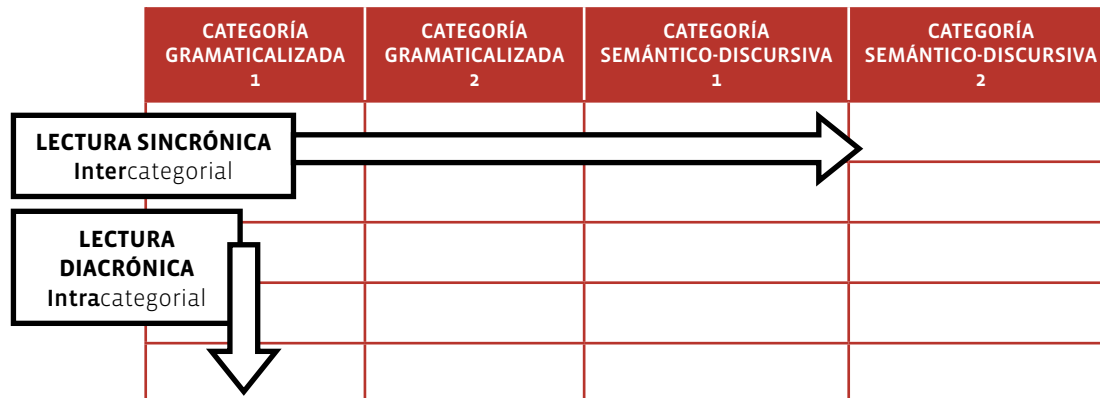 CATEGORÍA
GRAMATICALIZADA
1
CATEGORÍA
GRAMATICALIZADA
2
CATEGORÍA
SEMÁNTICO-DISCURSIVA
1
CATEGORÍA
SEMÁNTICO-DISCURSIVA
2
LECTURA SINCRÓNICA
Intercategorial
LECTURA
DIACRÓNICA
Intracategorial